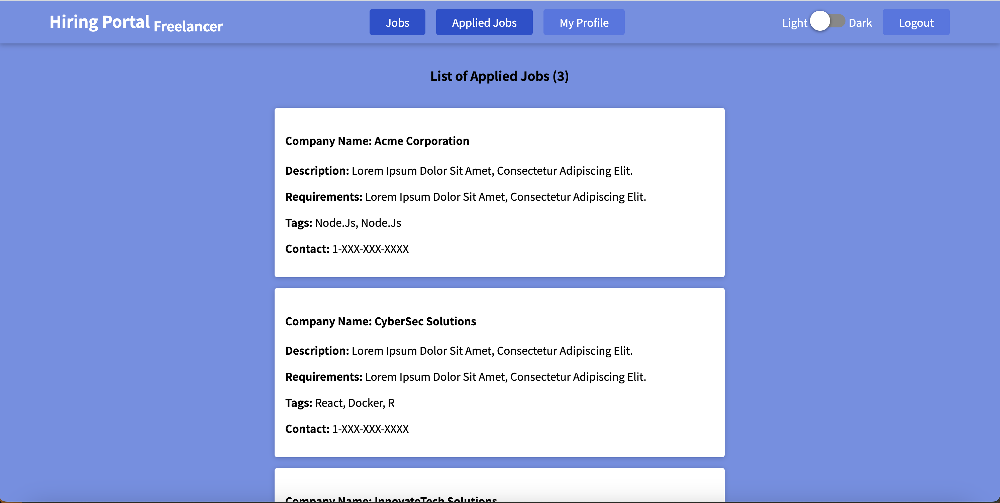 Hiring Portal Freelancer
Jobs
Applied Jobs
My Profile
Light
Dark
Logout
List of Applied Jobs (3)
Company Name: Acme Corporation
Description: Lorem Ipsum Dolor Sit Amet, Consectetur Adipiscing Elit.
Requirements: Lorem Ipsum Dolor Sit Amet, Consectetur Adipiscing Elit.
Tags: Node.Js, Node.Js
Contact: 1-XXX-XXX-XXXX
Company Name: CyberSec Solutions
Description: Lorem Ipsum Dolor Sit Amet, Consectetur Adipiscing Elit.
Requirements: Lorem Ipsum Dolor Sit Amet, Consectetur Adipiscing Elit.
Tags: React, Docker, R
Contact: 1-XXX-XXX-XXXX
Company Name: InnovateTech Solutions